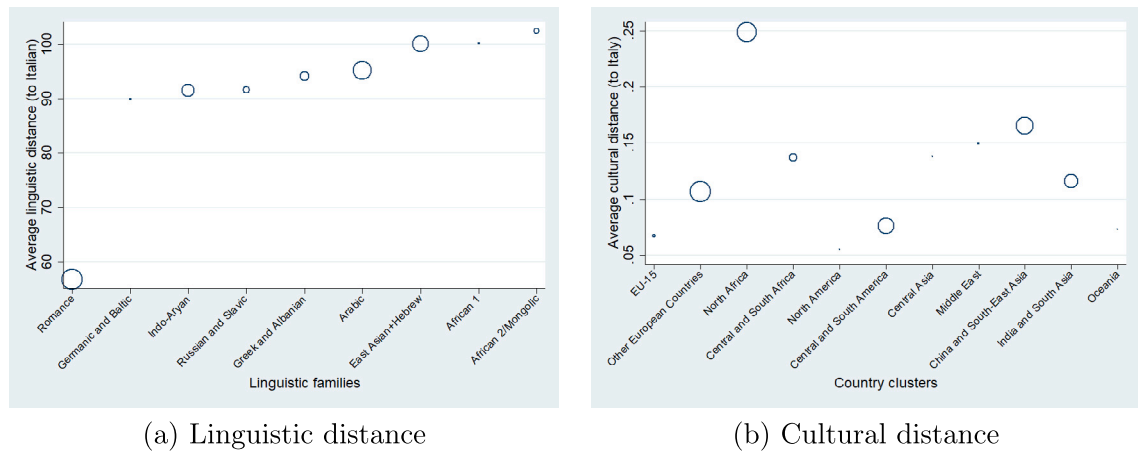 Average linguistic distance (to Italian)
100
90
80
70
60
Romance
Germanic and Baltic
Indo-Aryan
Russian and Slavic
Greek and Albanian
Arabic
East Asian+Hebrew
African 1
African 2/Mongolic
Linguistic families
(a) Linguistic distance
Average cultural distance (to Italy)
.25
.2
.15
.1
.05
EU-15
Other European Countries
North Africa
Central and South Africa
North America
Central and South America
Central Asia
Middle East
China and South-East Asia
India and South Asia
Oceania
Country clusters
(b) Cultural distance